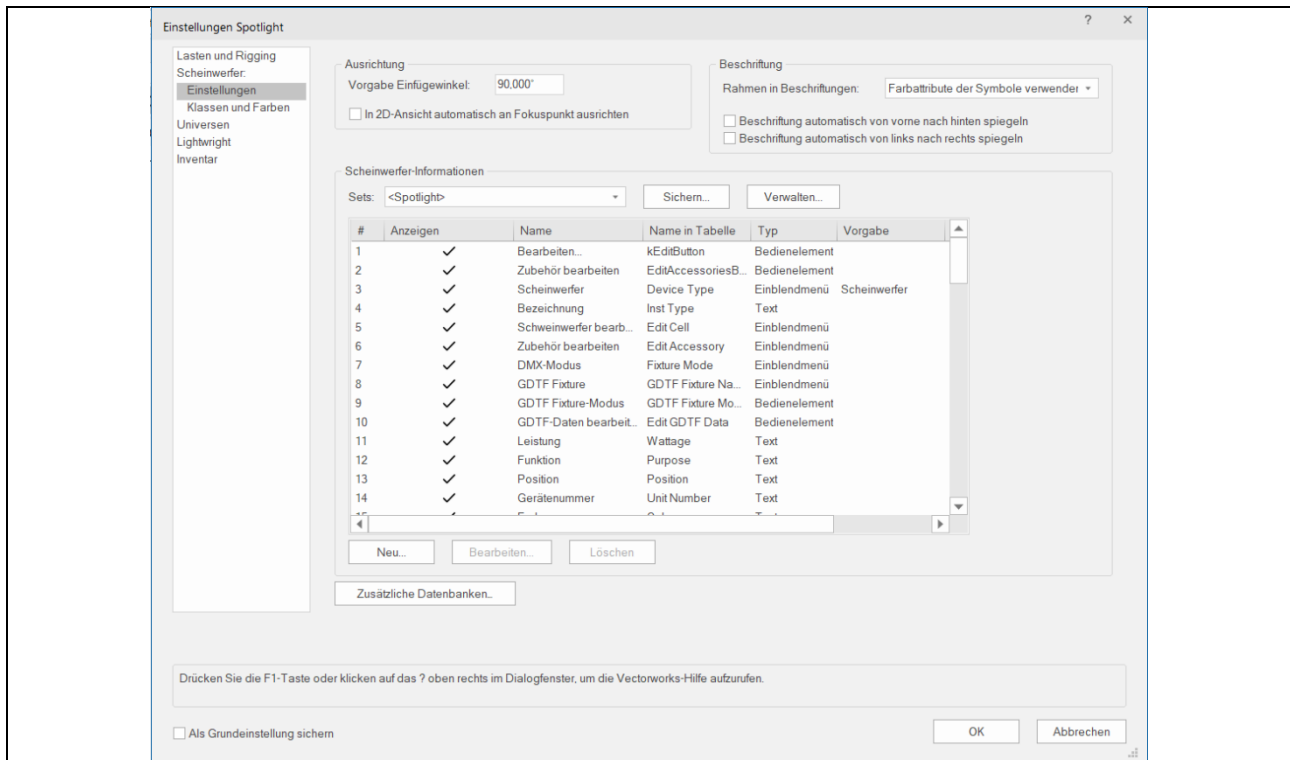 Einstellungen Spotlight
?
×
Lasten und Rigging
Scheinwerfer:
Einstellungen
Klassen und Farben
Universen
Lightwright
Inventar
Ausrichtung
Vorgabe Einfügewinkel: 90,000°
In 2D-Ansicht automatisch an Fokuspunkt ausrichten
Beschriftung
Rahmen in Beschriftungen: Farbattribute der Symbole verwender
Beschriftung automatisch von vorne nach hinten spiegeln
Beschriftung automatisch von links nach rechts spiegeln
Scheinwerfer-Informationen
Sets: <Spotlight> Sichern... Verwalten...
# Anzeigen Name Name in Tabelle Typ Vorgabe
1 ✓ Bearbeiten... kEditButton Bedienelement
2 ✓ Zubehör bearbeiten EditAccessoriesB... Bedienelement
3 ✓ Scheinwerfer Device Type Einblendmenü Scheinwerfer
4 ✓ Bezeichnung Inst Type Text
5 ✓ Schweinwerfer bearb... Edit Cell Einblendmenü
6 ✓ Zubehör bearbeiten Edit Accessory Einblendmenü
7 ✓ DMX-Modus Fixture Mode Einblendmenü
8 ✓ GDTF Fixture GDTF Fixture Na... Einblendmenü
9 ✓ GDTF Fixture-Modus GDTF Fixture Mo... Bedienelement
10 ✓ GDTF-Daten bearbeit... Edit GDTF Data Bedienelement
11 ✓ Leistung Wattage Text
12 ✓ Funktion Purpose Text
13 ✓ Position Position Text
14 ✓ Gerätenummer Unit Number Text
Neu... Bearbeiten... Löschen
Zusätzliche Datenbanken..
Drücken Sie die F1-Taste oder klicken auf das ? oben rechts im Dialogfenster, um die Vectorworks-Hilfe aufzurufen.
Als Grundeinstellung sichern
OK Abbrechen